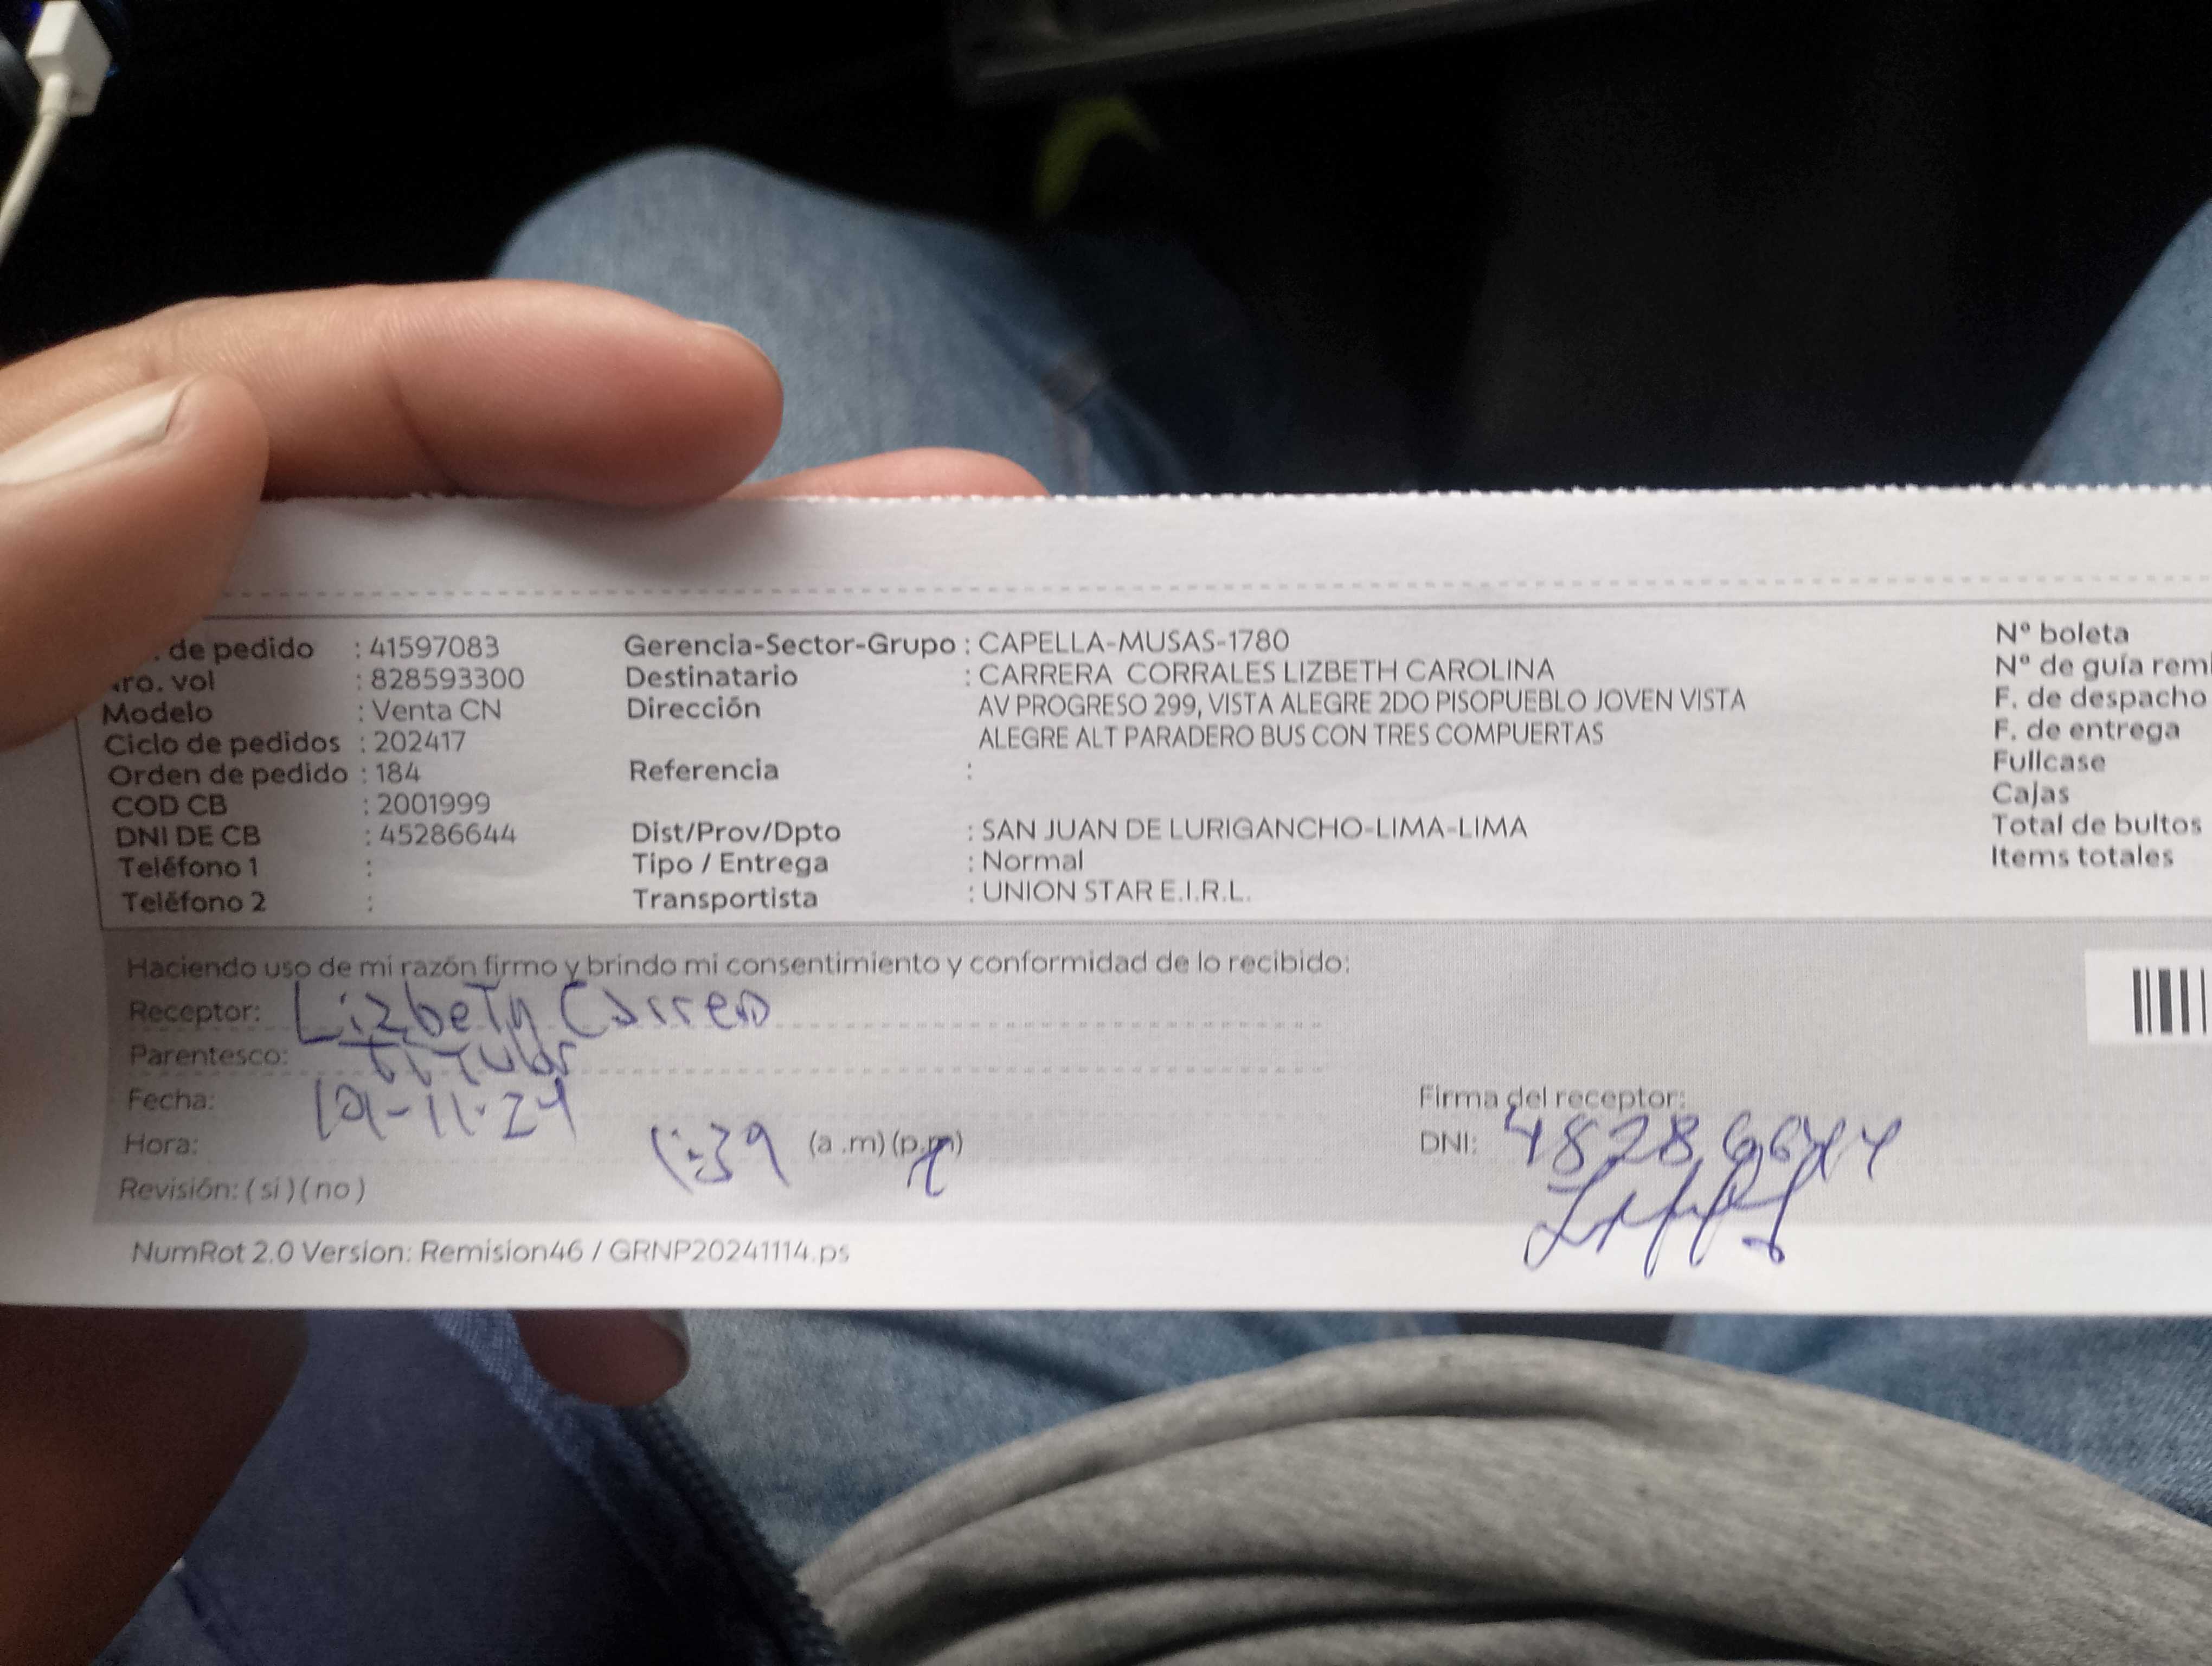 . de pedido : 41597083
ro. vol : 828593300
Modelo : Venta CN
Ciclo de pedidos : 202417
Orden de pedido : 184
COD CB : 2001999
DNI DE CB : 45286644
Teléfono 1 :
Teléfono 2 :
Gerencia-Sector-Grupo : CAPELLA-MUSAS-1780
Destinatario : CARRERA CORRALES LIZBETH CAROLINA
Dirección AV PROGRESO 299, VISTA ALEGRE 2DO PISOPUEBLO JOVEN VISTA
ALEGRE ALT PARADERO BUS CON TRES COMPUERTAS
Referencia :
Dist/Prov/Dpto : SAN JUAN DE LURIGANCHO-LIMA-LIMA
Tipo / Entrega : Normal
Transportista : UNION STAR E.I.R.L.
Nº boleta
Nº de guía remi
F. de despacho
F. de entrega
Fullcase
Cajas
Total de bultos
Items totales
Haciendo uso de mi razón firmo y brindo mi consentimiento y conformidad de lo recibido:
Receptor: Lizbeth Carrera
Parentesco: titular
Fecha: 19-11-24
Hora: 1:39 (a .m) (p.m)
Revisión: ( si ) ( no )
Firma del receptor:
DNI:
NumRot 2.0 Version: Remision46 / GRNP20241114.ps